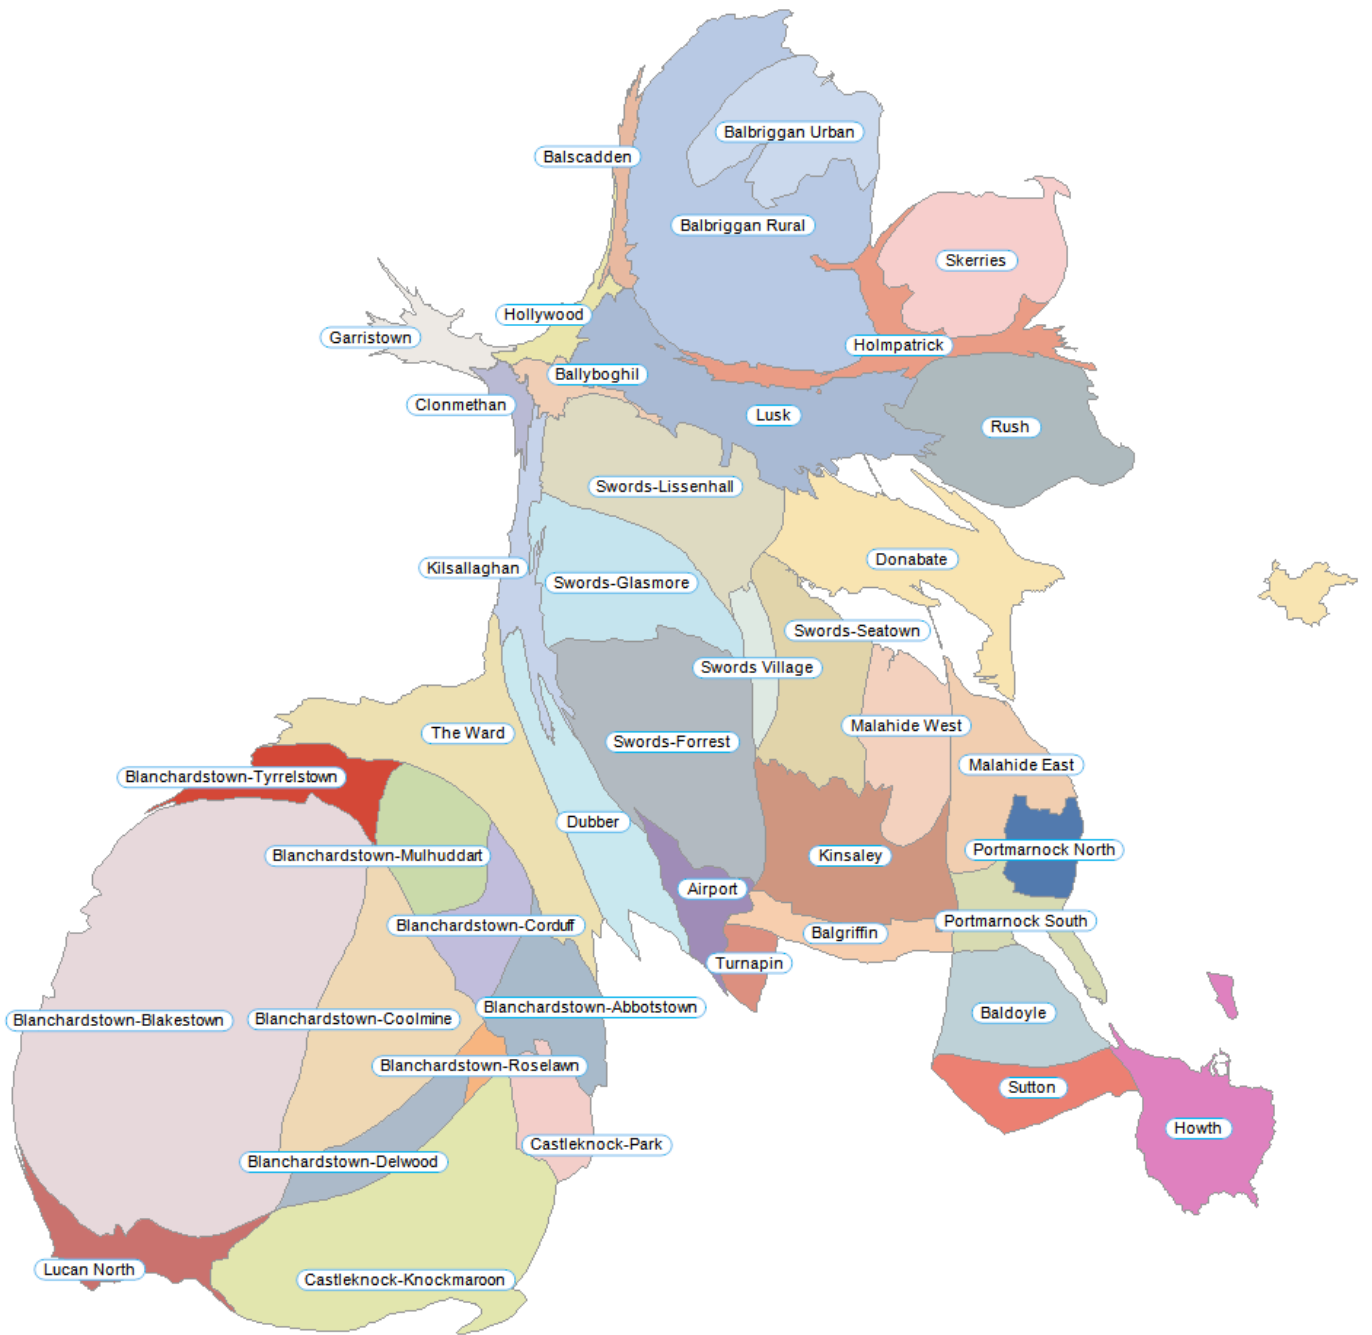 Balbriggan Urban
Balscadden
Balbriggan Rural
Skerries
Hollywood
Garristown
Holmpatrick
Ballyboghil
Clonmethan
Lusk
Rush
Swords-Lissenhall
Donabate
Kilsallaghan
Swords-Glasmore
Swords-Seatown
Swords Village
Malahide West
The Ward
Swords-Forrest
Malahide East
Blanchardstown-Tyrrelstown
Dubber
Portmarnock North
Blanchardstown-Mulhuddart
Kinsaley
Airport
Portmarnock South
Blanchardstown-Corduff
Balgriffin
Turnapin
Blanchardstown-Abbotstown
Baldoyle
Blanchardstown-Blakestown
Blanchardstown-Coolmine
Blanchardstown-Roselawn
Sutton
Howth
Castleknock-Park
Blanchardstown-Delwood
Lucan North
Castleknock-Knockmaroon